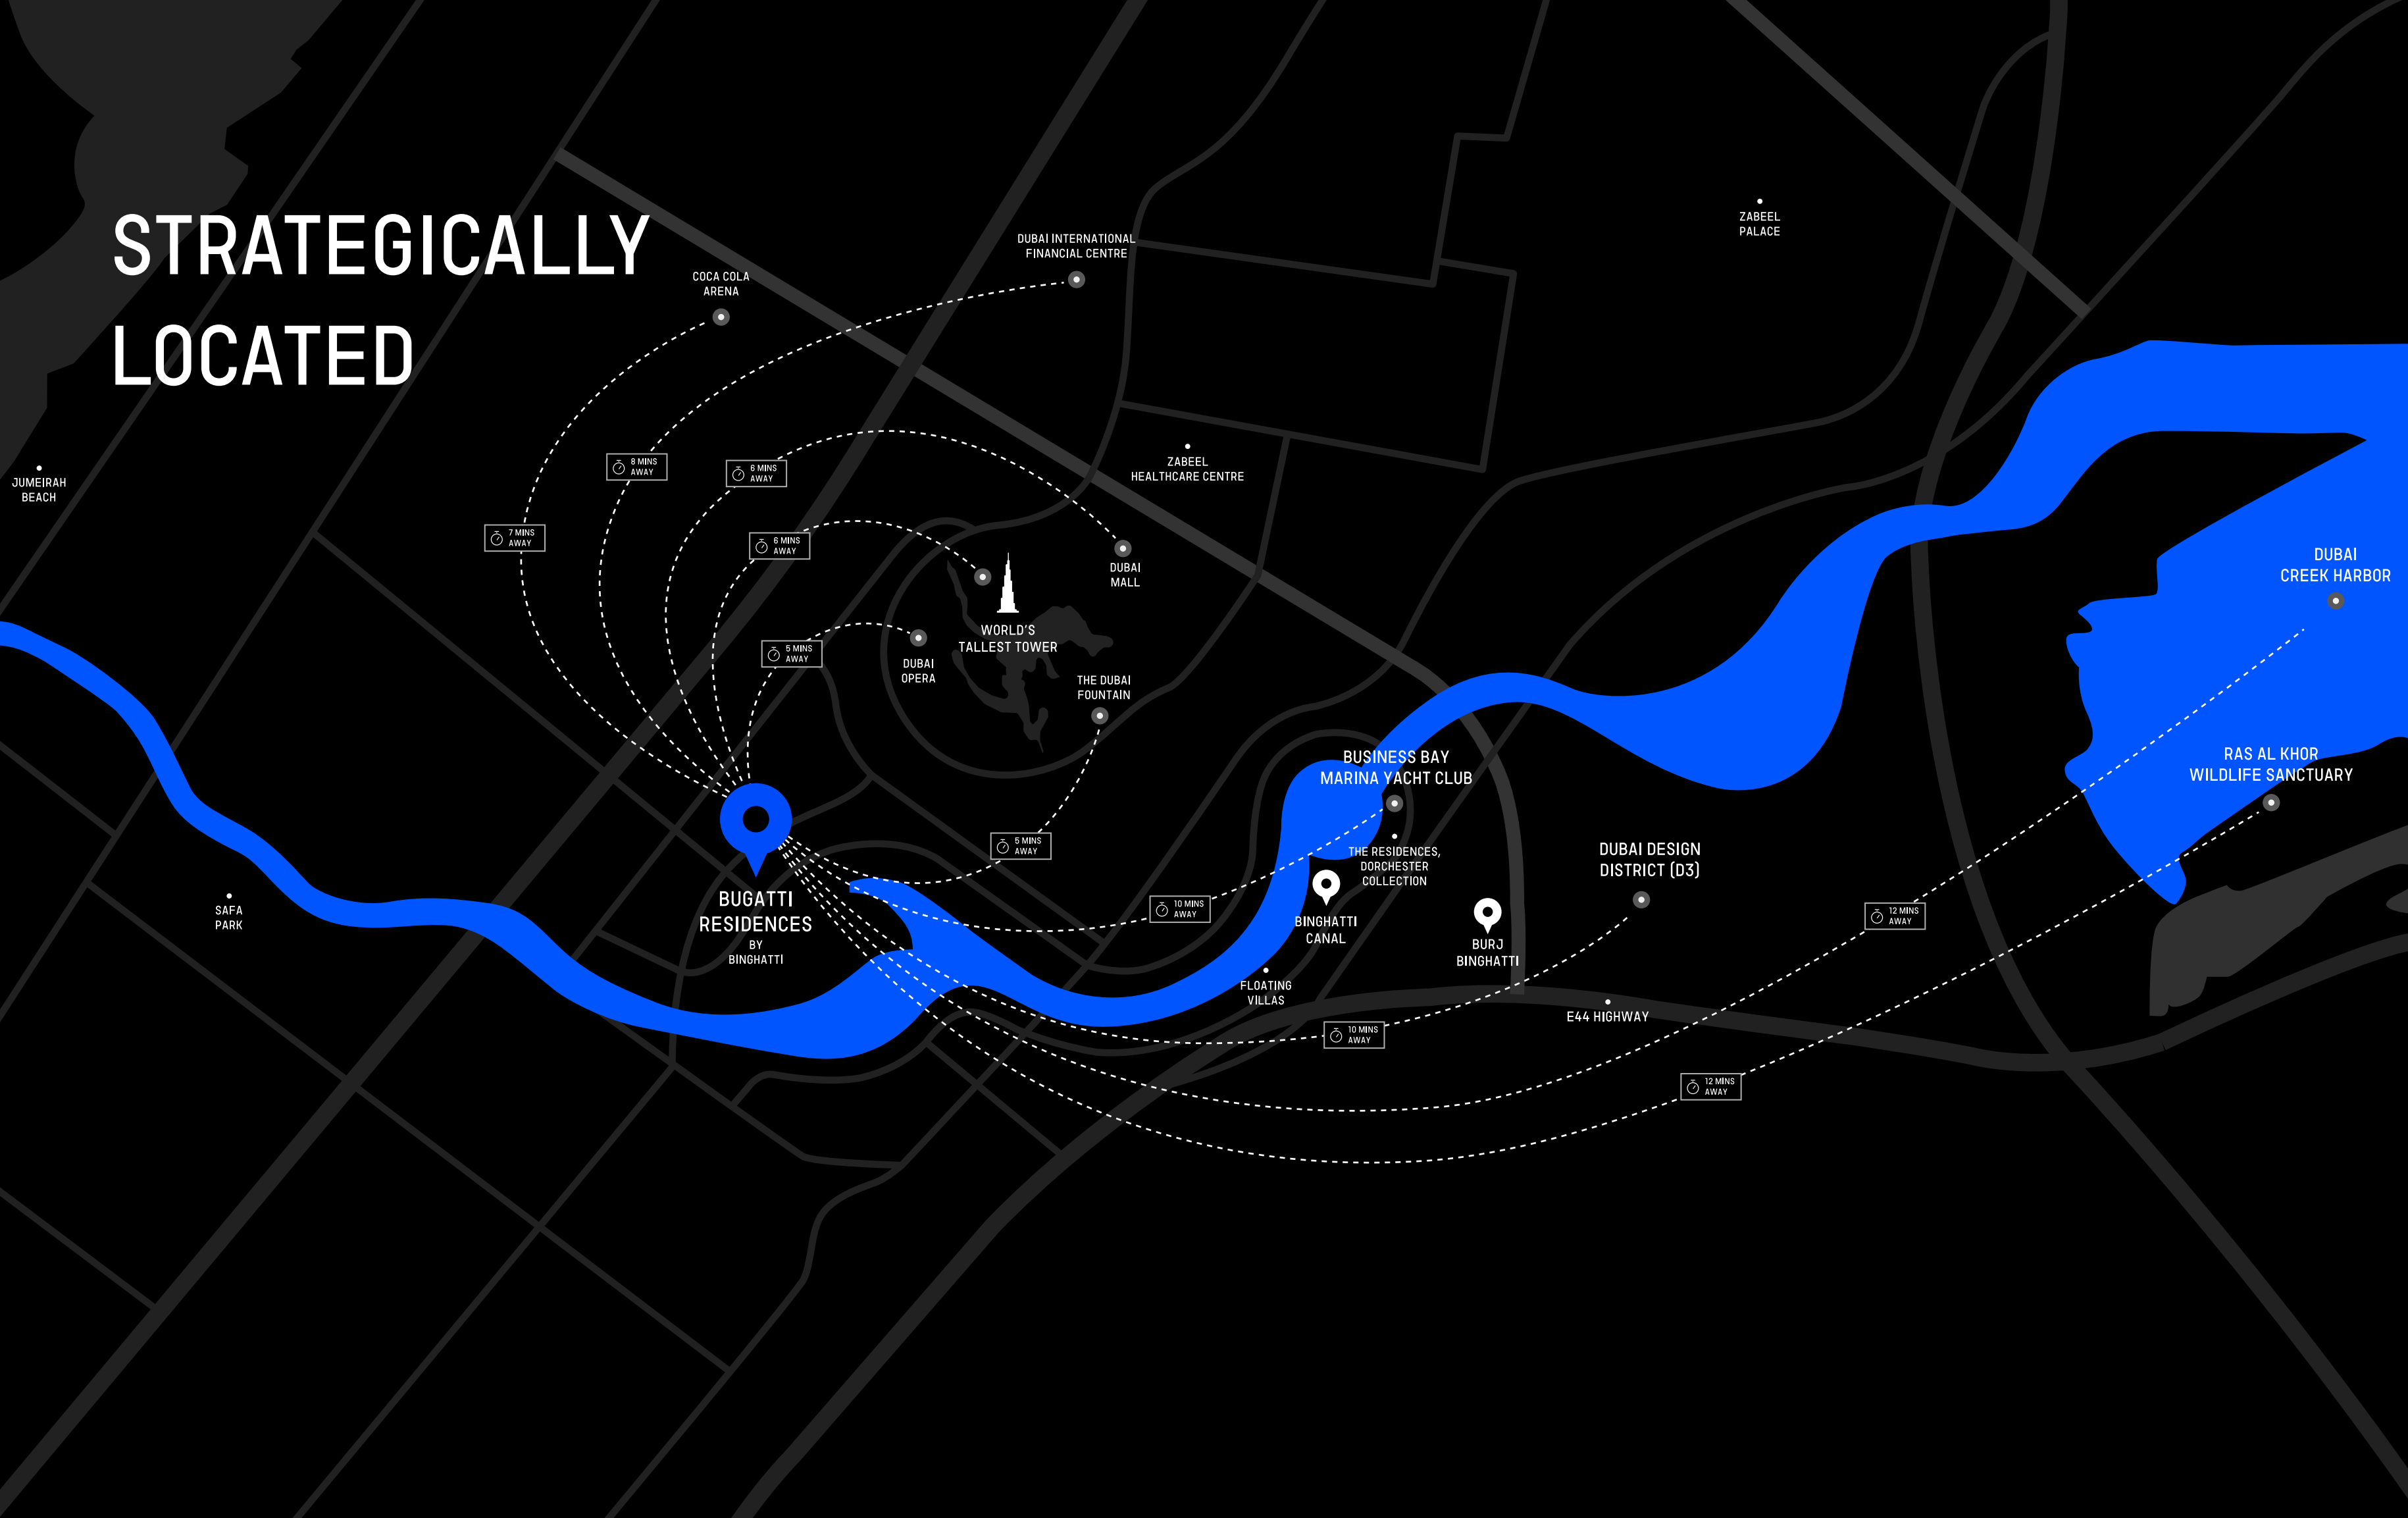 STRATEGICALLY
LOCATED
ZABEEL
PALACE
DUBAI INTERNATIONAL
FINANCIAL CENTRE
COCA COLA
ARENA
JUMEIRAH
BEACH
8 MINS
AWAY
6 MINS
AWAY
ZABEEL
HEALTHCARE CENTRE
7 MINS
AWAY
6 MINS
AWAY
DUBAI
MALL
DUBAI
CREEK HARBOR
WORLD'S
TALLEST TOWER
5 MINS
AWAY
DUBAI
OPERA
THE DUBAI
FOUNTAIN
BUSINESS BAY
MARINA YACHT CLUB
RAS AL KHOR
WILDLIFE SANCTUARY
5 MINS
AWAY
THE RESIDENCES,
DORCHESTER
COLLECTION
DUBAI DESIGN
DISTRICT (D3)
SAFA
PARK
BUGATTI
RESIDENCES
BY
BINGHATTI
10 MINS
AWAY
BINGHATTI
CANAL
BURJ
BINGHATTI
12 MINS
AWAY
FLOATING
VILLAS
E44 HIGHWAY
10 MINS
AWAY
12 MINS
AWAY